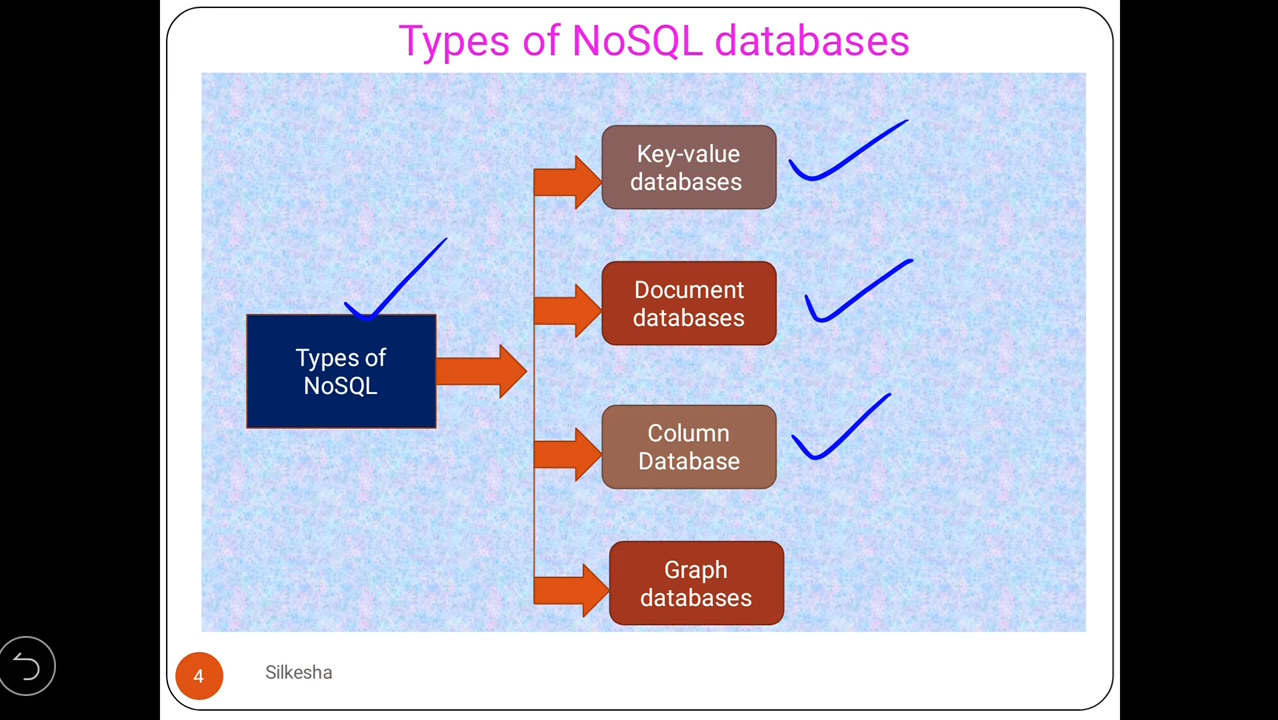 Types of NoSQL databases
Key-value
databases
Document
databases
Types of
NoSQL
Column
Database
Graph
databases
4
Silkesha